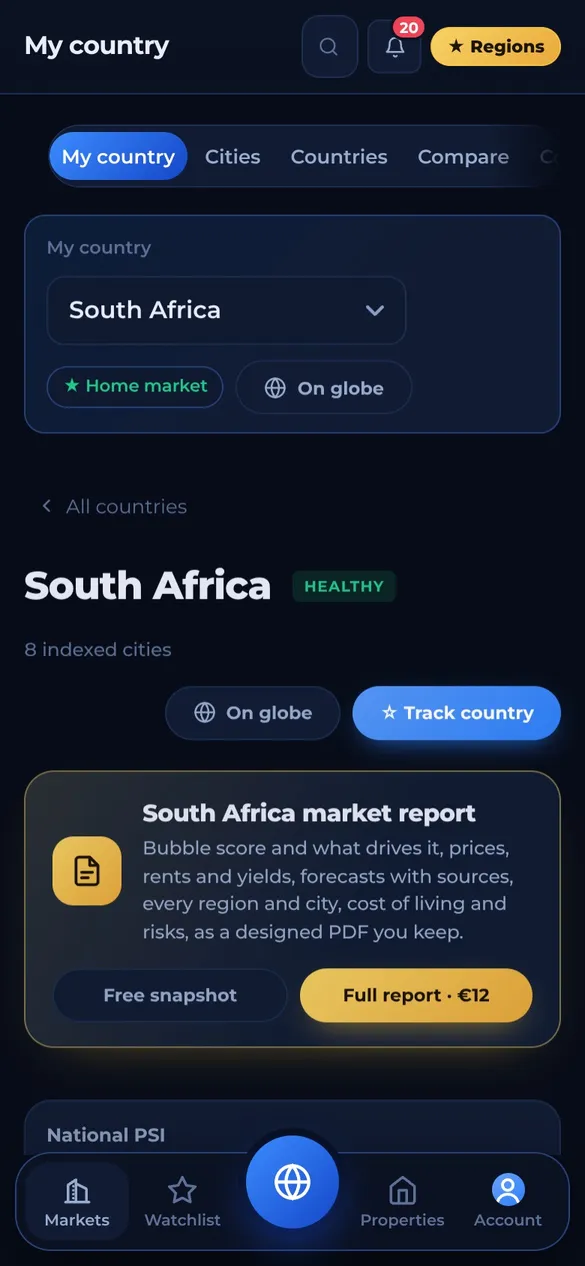 My country
20
★ Regions
My country
Cities
Countries
Compare
My country
South Africa
★ Home market
On globe
All countries
South Africa
HEALTHY
8 indexed cities
On globe
☆ Track country
South Africa market report
Bubble score and what drives it, prices,
rents and yields, forecasts with sources,
every region and city, cost of living and
risks, as a designed PDF you keep.
Free snapshot
Full report · €12
National PSI
Markets
Watchlist
Properties
Account